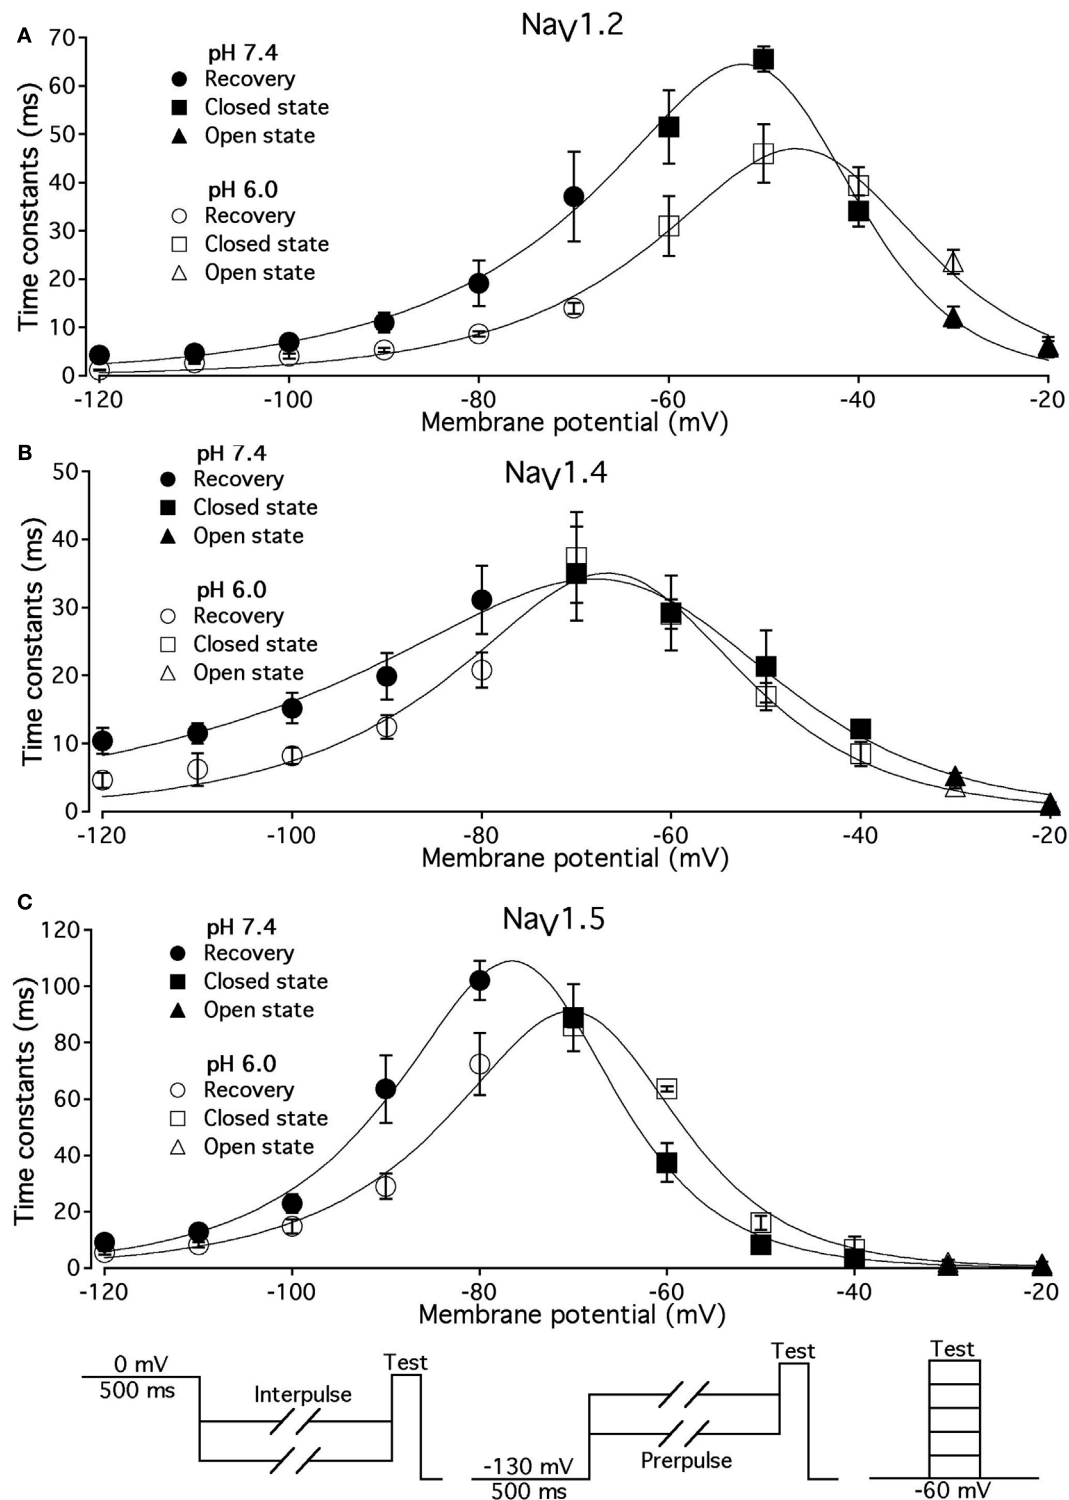 A
NaV1.2
pH 7.4
Recovery
Closed state
Open state
pH 6.0
Recovery
Closed state
Open state
Time constants (ms)
70
60
50
40
30
20
10
0
-120
-100
-80
-60
-40
-20
Membrane potential (mV)
B
NaV1.4
pH 7.4
Recovery
Closed state
Open state
pH 6.0
Recovery
Closed state
Open state
Time constants (ms)
50
40
30
20
10
0
-120
-100
-80
-60
-40
-20
Membrane potential (mV)
C
NaV1.5
pH 7.4
Recovery
Closed state
Open state
pH 6.0
Recovery
Closed state
Open state
Time constants (ms)
120
100
80
60
40
20
0
-120
-100
-80
-60
-40
-20
Membrane potential (mV)
0 mV
500 ms
Interpulse
Test
-130 mV
500 ms
Prerpulse
Test
Test
-60 mV